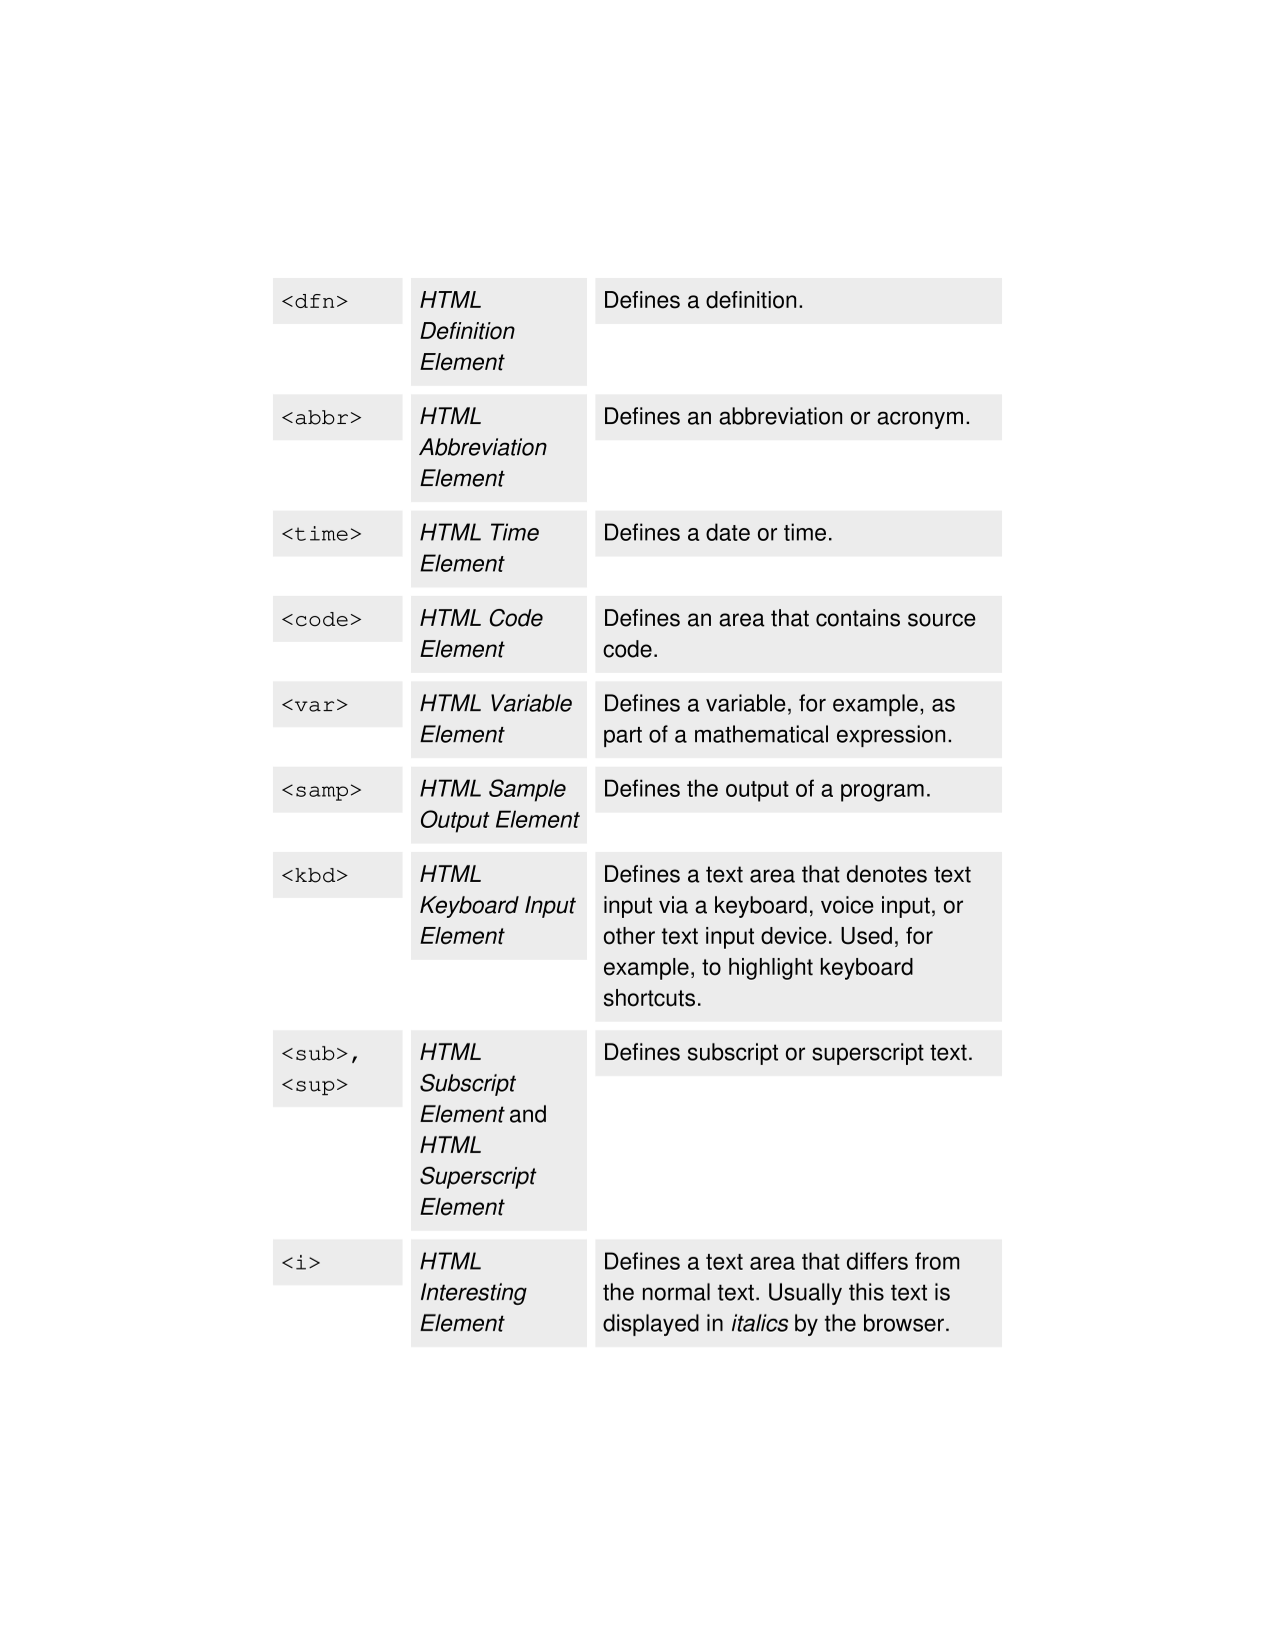 <dfn>
HTML
Definition
Element
Defines a definition.
<abbr>
HTML
Abbreviation
Element
Defines an abbreviation or acronym.
<time>
HTML Time
Element
Defines a date or time.
<code>
HTML Code
Element
Defines an area that contains source
code.
<var>
HTML Variable
Element
Defines a variable, for example, as
part of a mathematical expression.
<samp>
HTML Sample
Output Element
Defines the output of a program.
<kbd>
HTML
Keyboard Input
Element
Defines a text area that denotes text
input via a keyboard, voice input, or
other text input device. Used, for
example, to highlight keyboard
shortcuts.
<sub>,
<sup>
HTML
Subscript
Element and
HTML
Superscript
Element
Defines subscript or superscript text.
<i>
HTML
Interesting
Element
Defines a text area that differs from
the normal text. Usually this text is
displayed in italics by the browser.